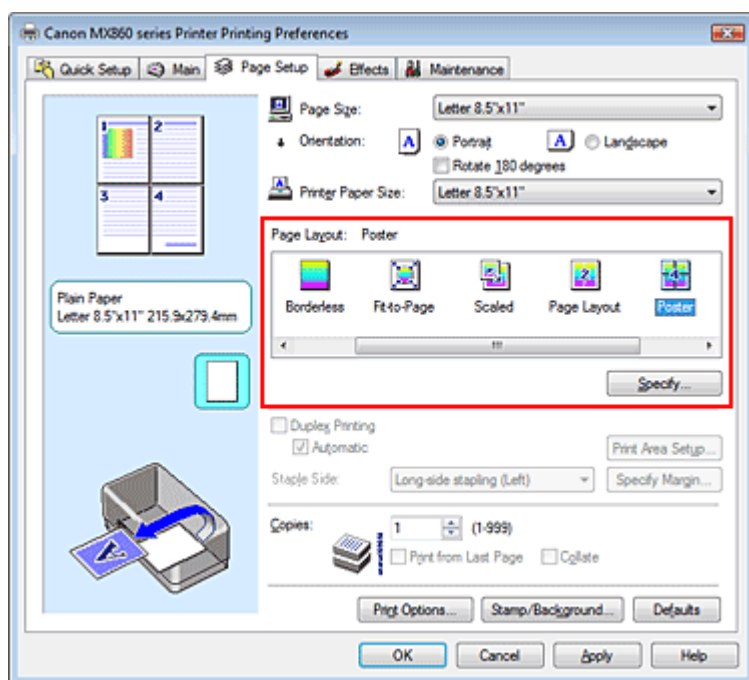 Canon MX860 series Printer Printing Preferences
Quick Setup Main Page Setup Effects Maintenance
1 2
3 4
Plain Paper
Letter 8.5"x11" 215.9x279.4mm
Page Size: Letter 8.5"x11"
Orientation: A Portrait A Landscape
Rotate 180 degrees
Printer Paper Size: Letter 8.5"x11"
Page Layout: Poster
Borderless Fit-to-Page Scaled Page Layout Poster
Specify...
Duplex Printing
Automatic Print Area Setup...
Staple Side: Long-side stapling (Left) Specify Margin...
Copies: 1 (1-999)
Print from Last Page Collate
Print Options... Stamp/Background... Defaults
OK Cancel Apply Help